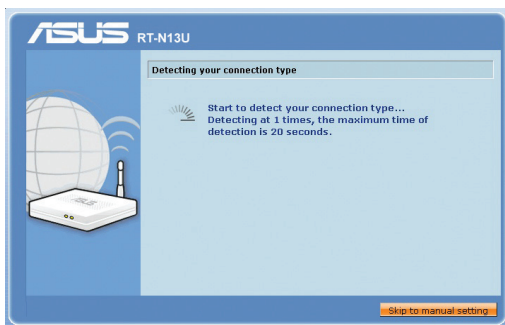 ASUS RT-N13U
Detecting your connection type
Start to detect your connection type...
Detecting at 1 times, the maximum time of
detection is 20 seconds.
ASUS
Skip to manual setting